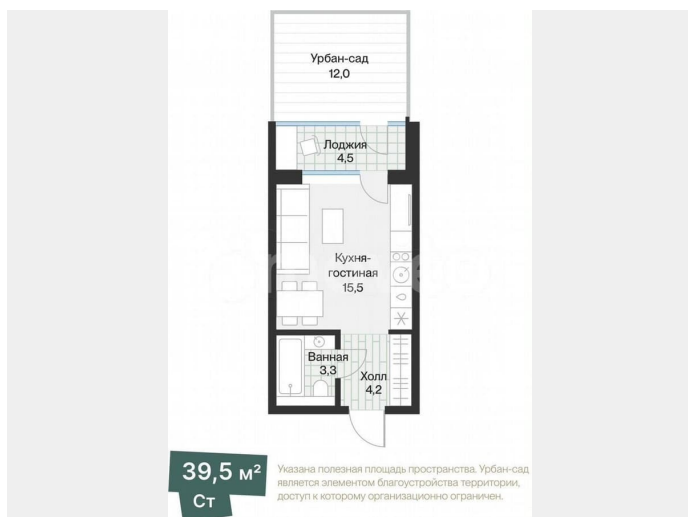 Урбан-сад
12,0
Лоджия
4,5
Кухня-
гостиная
15,5
Ванная
3,3
Холл
4,2
39,5 м²
Ст
Указана полезная площадь пространства. Урбан-сад
является элементом благоустройства территории,
доступ к которому организационно ограничен.